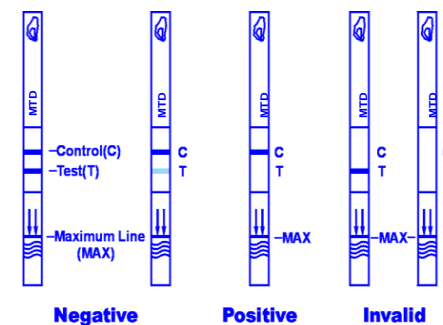 MTD
MTD
MTD
MTD
MTD
Control(C)
Test(T)
C
T
C
T
C
T
Maximum Line
(MAX)
MAX
MAX
Negative
Positive
Invalid